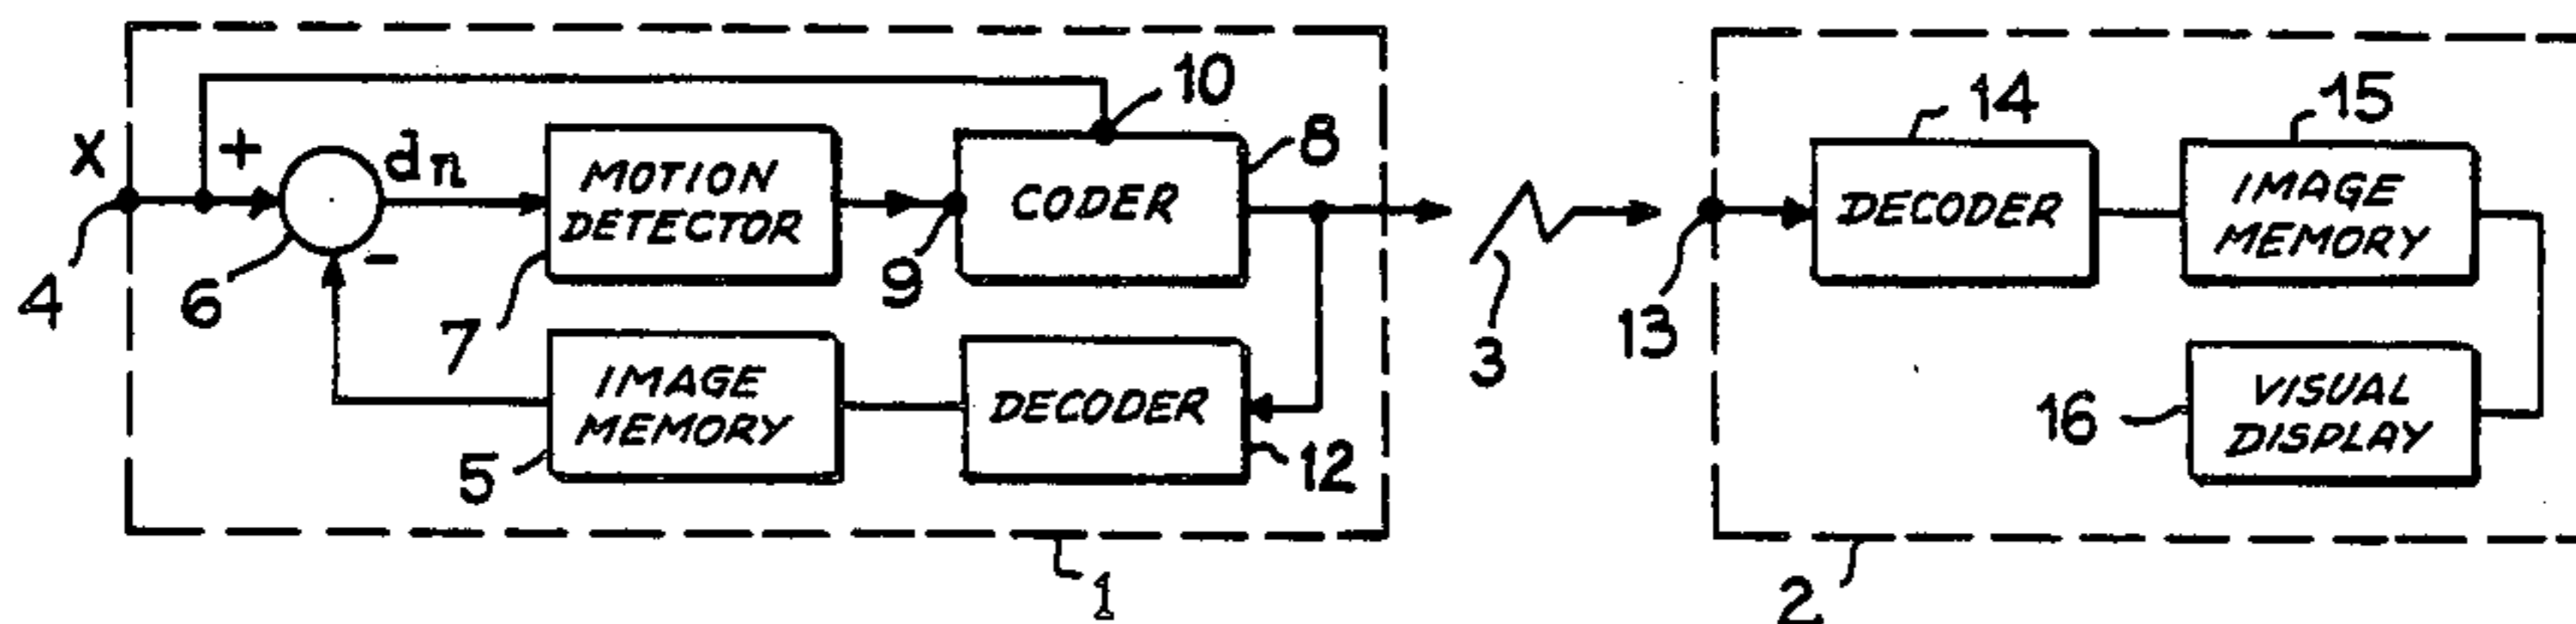 X
+
dn
MOTION
DETECTOR
10
CODER
8
4
6
-
7
9
IMAGE
MEMORY
5
DECODER
12
1
3
13
14
DECODER
15
IMAGE
MEMORY
16
VISUAL
DISPLAY
2